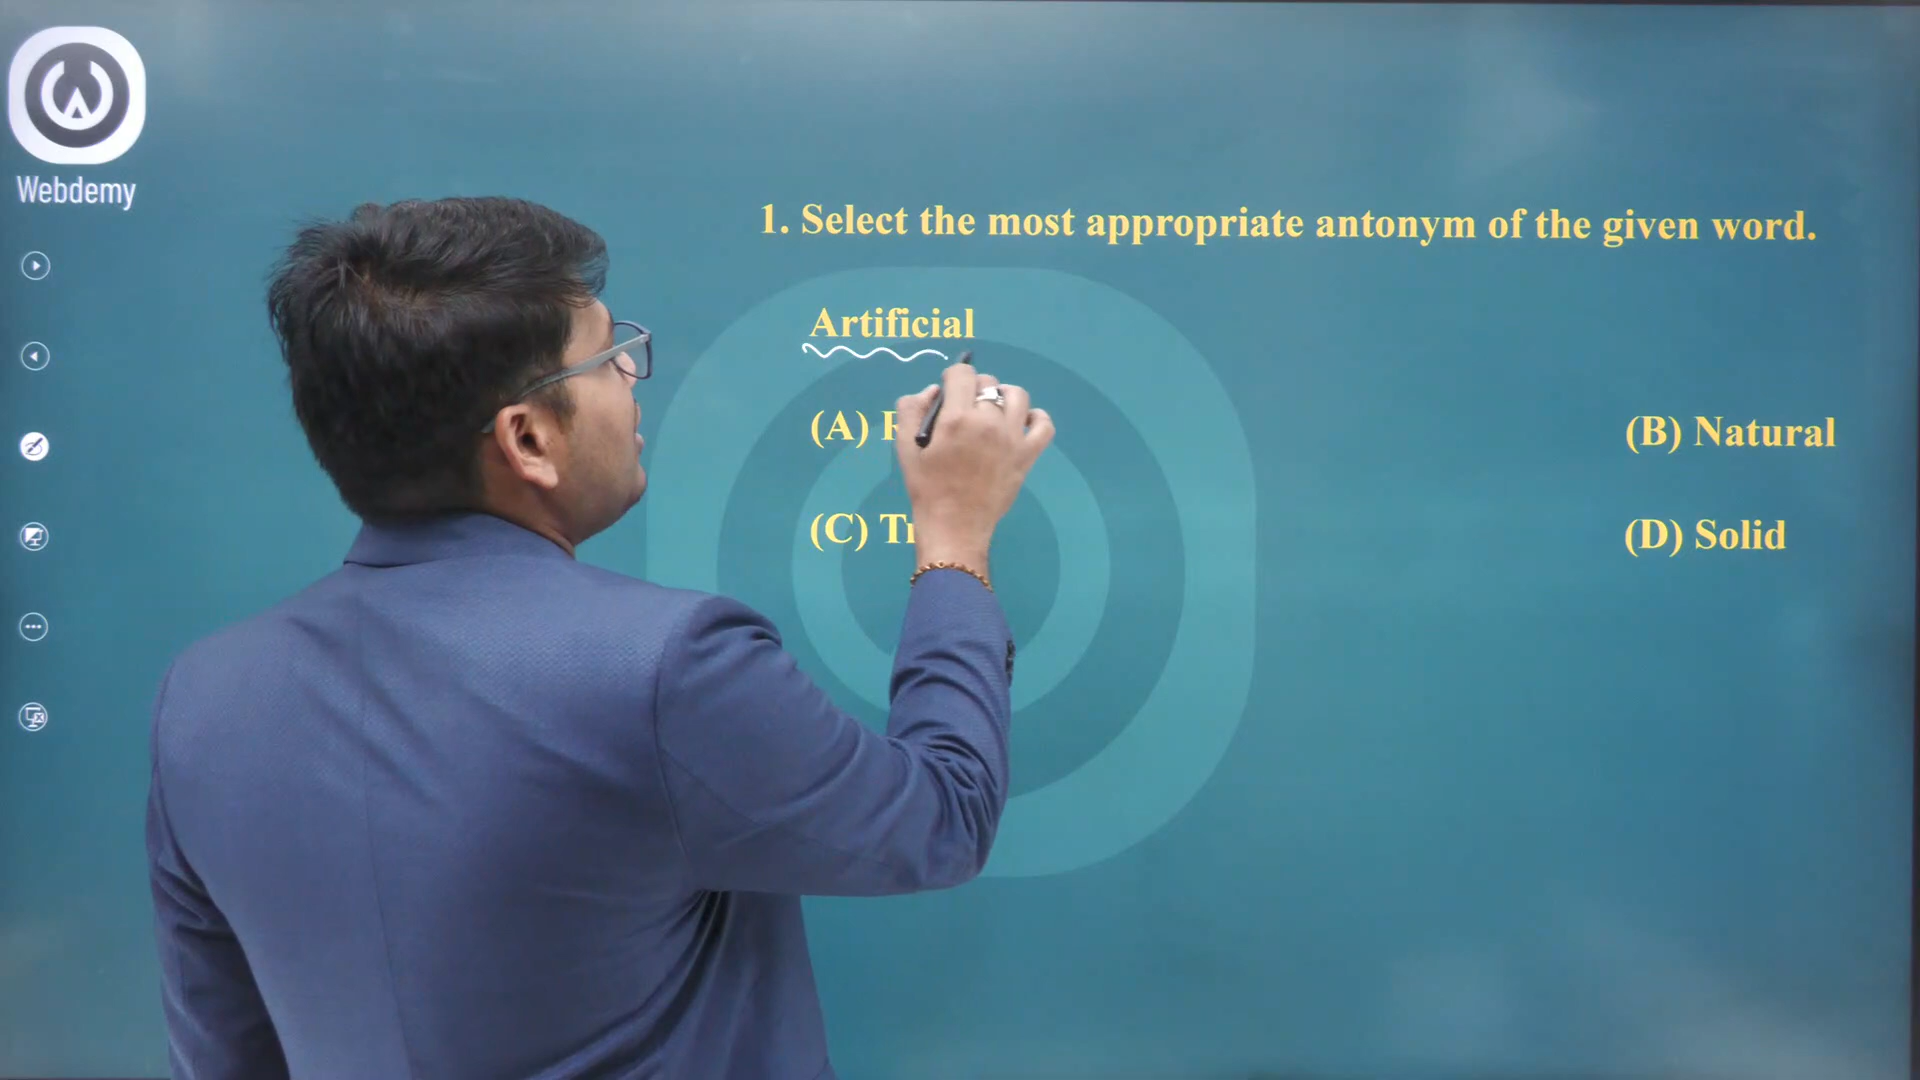 Webdemy
1. Select the most appropriate antonym of the given word.
Artificial
(A)
(B) Natural
(C)
(D) Solid